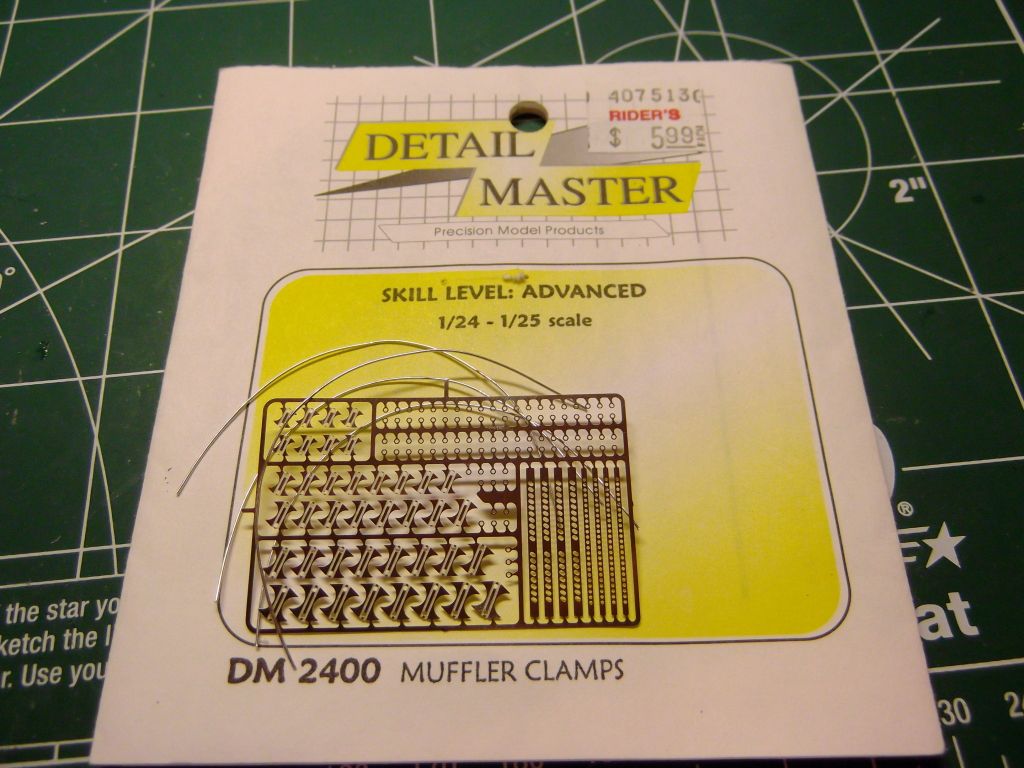 4075130
RIDER'S
$ 5.99
DETAIL
MASTER
Precision Model Products
2"
SKILL LEVEL: ADVANCED
1/24 - 1/25 scale
DM 2400 MUFFLER CLAMPS
®
the star
ketch the
r. Use you
at
30